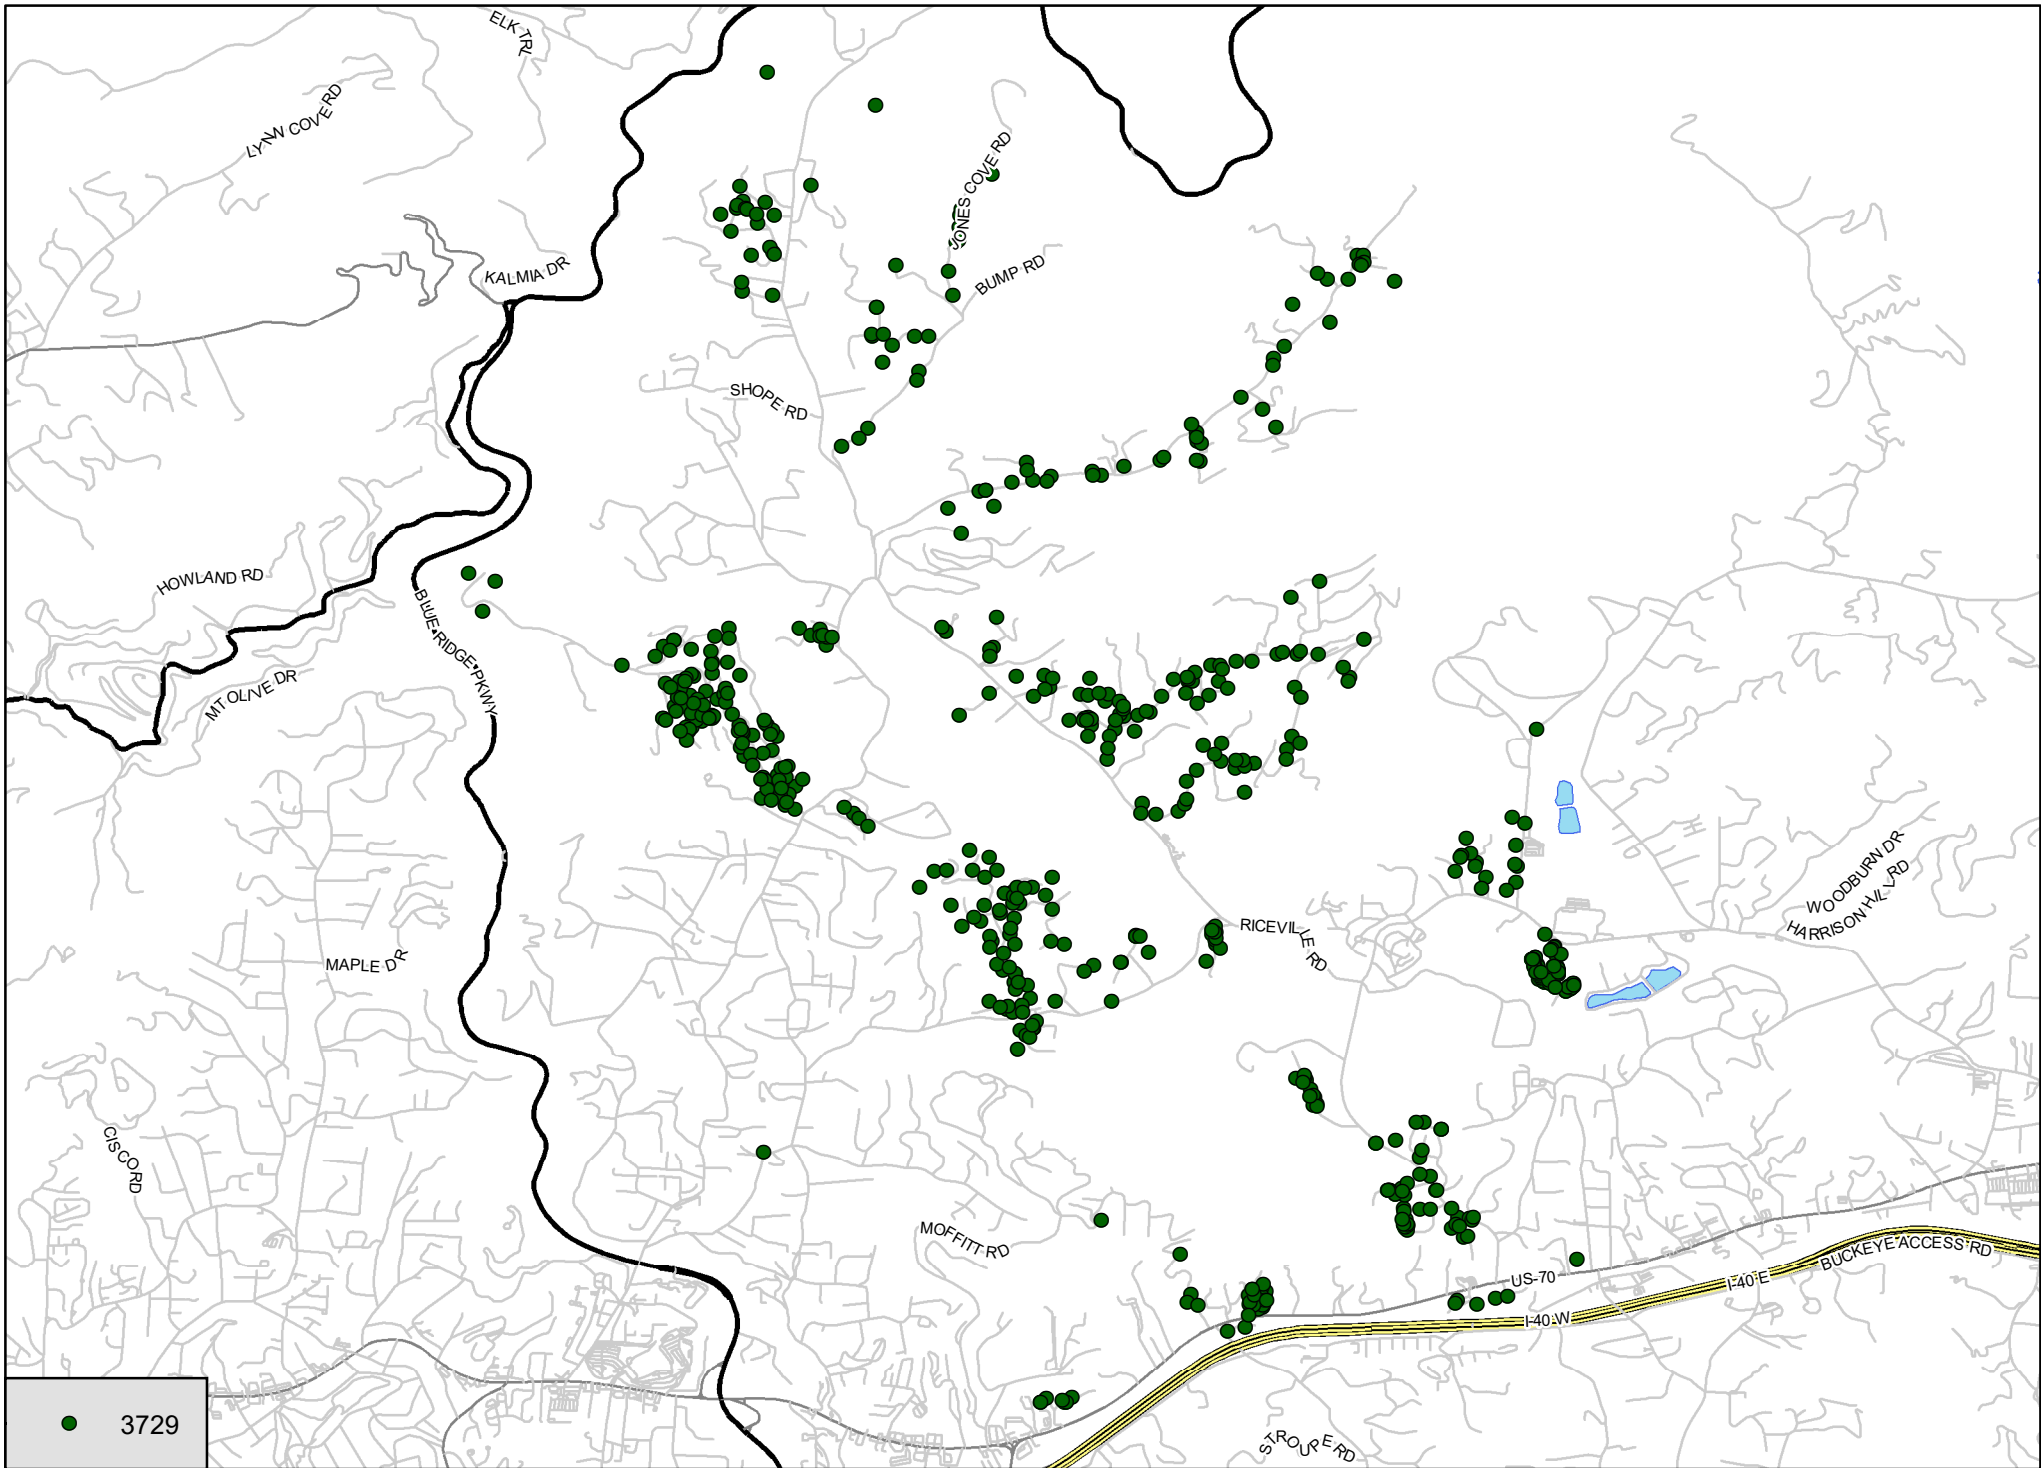 ELK TRL
LYNN COVE RD
JONES COVE RD
KALMIA DR
BUMP RD
SHOPE RD
HOWLAND RD
BLUE RIDGE PKWY
MT OLIVE DR
WOODBURN DR
HARRISON HILL RD
RICEVILLE RD
MAPLE DR
CISCO RD
MOFFITT RD
BUCKEYE ACCESS RD
US-70
I-40 E
I-40 W
3729
STROUPE RD